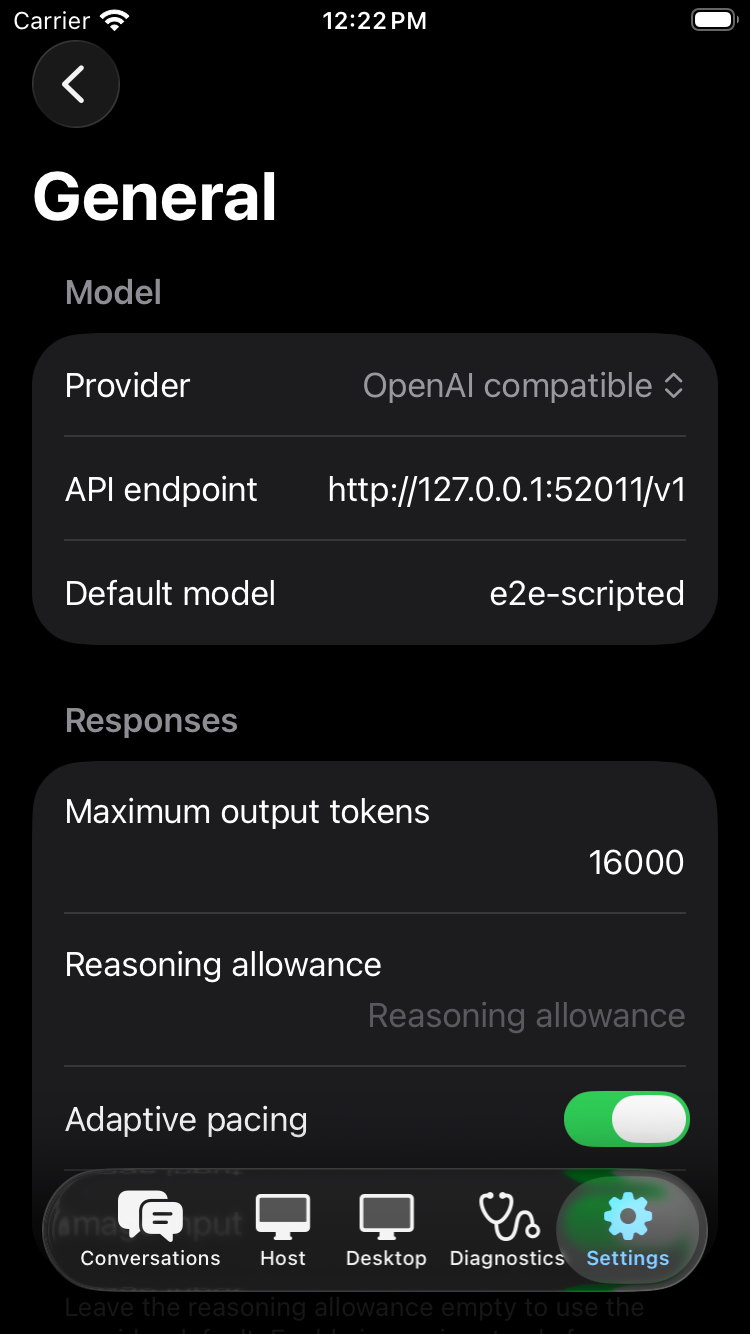 Carrier 12:22 PM
General
Model
Provider OpenAI compatible
API endpoint http://127.0.0.1:52011/v1
Default model e2e-scripted
Responses
Maximum output tokens
16000
Reasoning allowance
Reasoning allowance
Adaptive pacing
Conversations Host Desktop Diagnostics Settings
Leave the reasoning allowance empty to use the